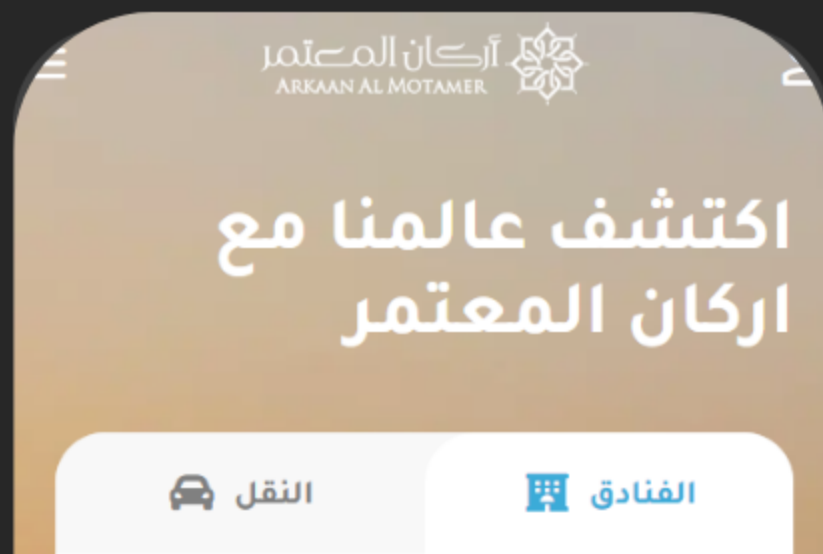 أركان المعتمر
ARKAAN AL MOTAMER
اكتشف عالمنا مع
اركان المعتمر
الفنادق
النقل